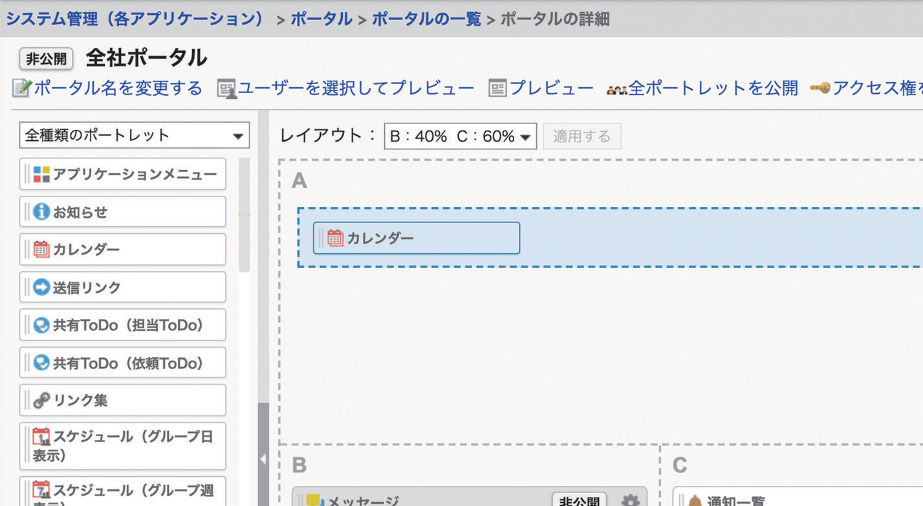 システム管理（各アプリケーション） > ポータル > ポータルの一覧 > ポータルの詳細
非公開 全社ポータル
ポータル名を変更する ユーザーを選択してプレビュー プレビュー 全ポートレットを公開 アクセス権を
全種類のポートレット
レイアウト： B：40% C：60% 適用する
アプリケーションメニュー
お知らせ
カレンダー
送信リンク
共有ToDo（担当ToDo）
共有ToDo（依頼ToDo）
リンク集
スケジュール（グループ日
表示）
スケジュール（グループ週
A
カレンダー
B
メッセージ 非公開
C
通知一覧